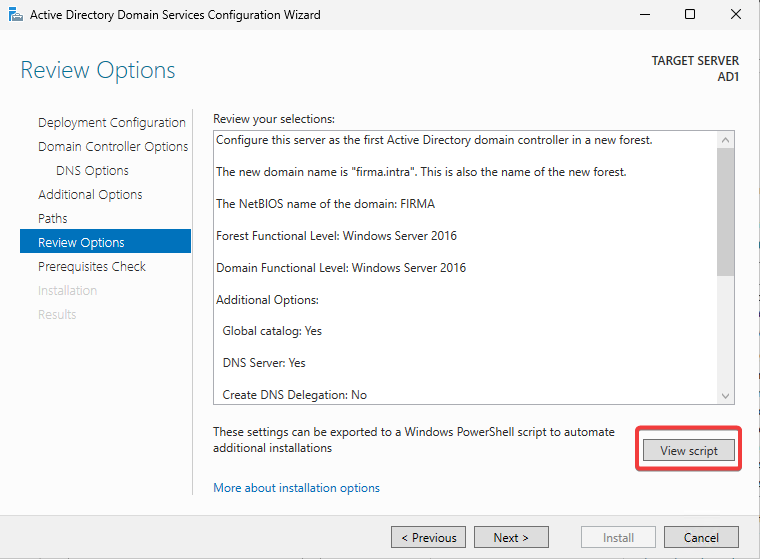 Active Directory Domain Services Configuration Wizard
Review Options
TARGET SERVER
AD1
Deployment Configuration
Domain Controller Options
DNS Options
Additional Options
Paths
Review Options
Prerequisites Check
Installation
Results
Review your selections:
Configure this server as the first Active Directory domain controller in a new forest.
The new domain name is "firma.intra". This is also the name of the new forest.
The NetBIOS name of the domain: FIRMA
Forest Functional Level: Windows Server 2016
Domain Functional Level: Windows Server 2016
Additional Options:
Global catalog: Yes
DNS Server: Yes
Create DNS Delegation: No
These settings can be exported to a Windows PowerShell script to automate
additional installations
View script
More about installation options
< Previous
Next >
Install
Cancel